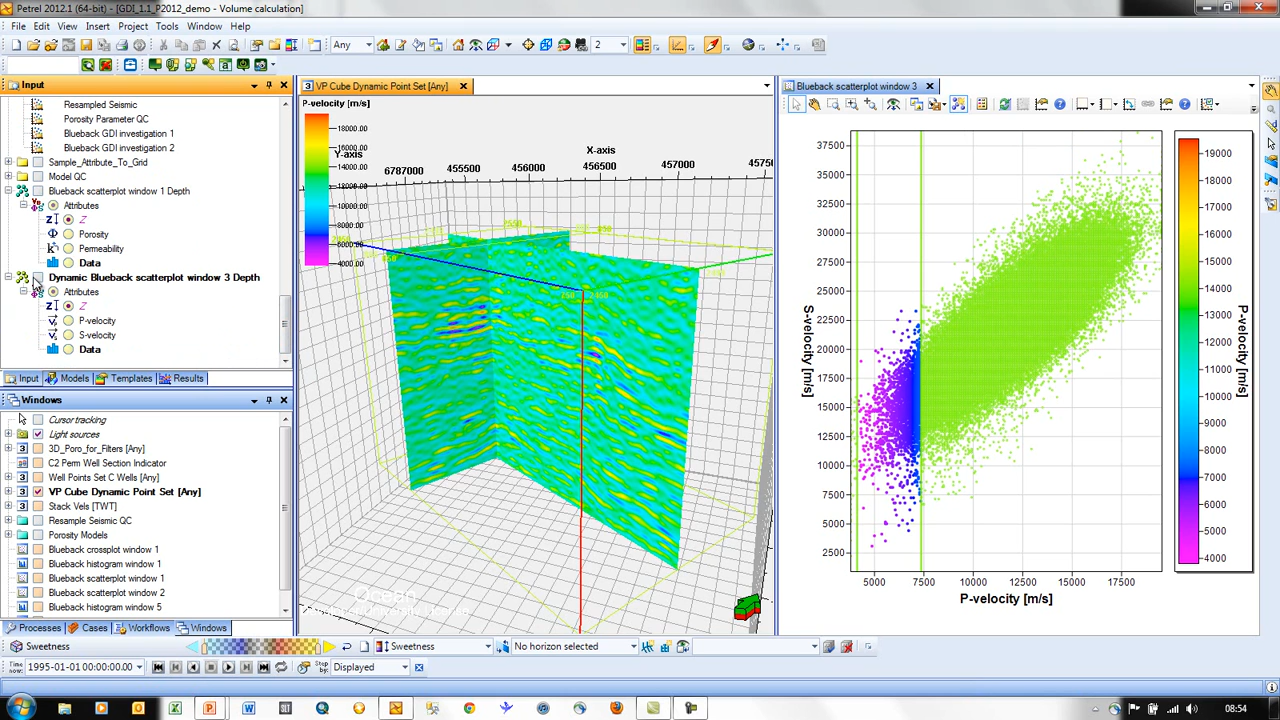 Petrel 2012.1 (64-bit) - [GDI_1.1_P2012_demo - Volume calculation]
File Edit View Insert Project Tools Window Help
Any
2
Input
Resampled Seismic
Porosity Parameter QC
Blueback GDI investigation 1
Blueback GDI investigation 2
Sample_Attribute_To_Grid
Model QC
Blueback scatterplot window 1 Depth
Attributes
Z
Porosity
Permeability
Data
Dynamic Blueback scatterplot window 3 Depth
Attributes
Z
P-velocity
S-velocity
Data
Input Models Templates Results
Windows
Cursor tracking
Light sources
3D_Poro_for_Filters [Any]
C2 Perm Well Section Indicator
Well Points Set C Wells [Any]
VP Cube Dynamic Point Set [Any]
Stack Vels [TWT]
Resample Seismic QC
Porosity Models
Blueback crossplot window 1
Blueback histogram window 1
Blueback scatterplot window 1
Blueback scatterplot window 2
Blueback histogram window 5
Processes Cases Workflows Windows
3 VP Cube Dynamic Point Set [Any]
P-velocity [m/s]
18000.00
16000.00
14000.00
12000.00
10000.00
8000.00
6000.00
4000.00
Y-axis
6787000
X-axis
455500 456000 456500 457000 45750
Ocean
Blueback scatterplot window 3
37500
35000
32500
30000
27500
25000
22500
20000
17500
15000
12500
10000
7500
5000
2500
S-velocity [m/s]
5000 7500 10000 12500 15000 17500
P-velocity [m/s]
19000
18000
17000
16000
15000
14000
13000
12000
11000
10000
9000
8000
7000
6000
5000
4000
P-velocity [m/s]
Sweetness
Sweetness
No horizon selected
Time now: 1995-01-01 00:00:00.00
Step by: Displayed
08:54